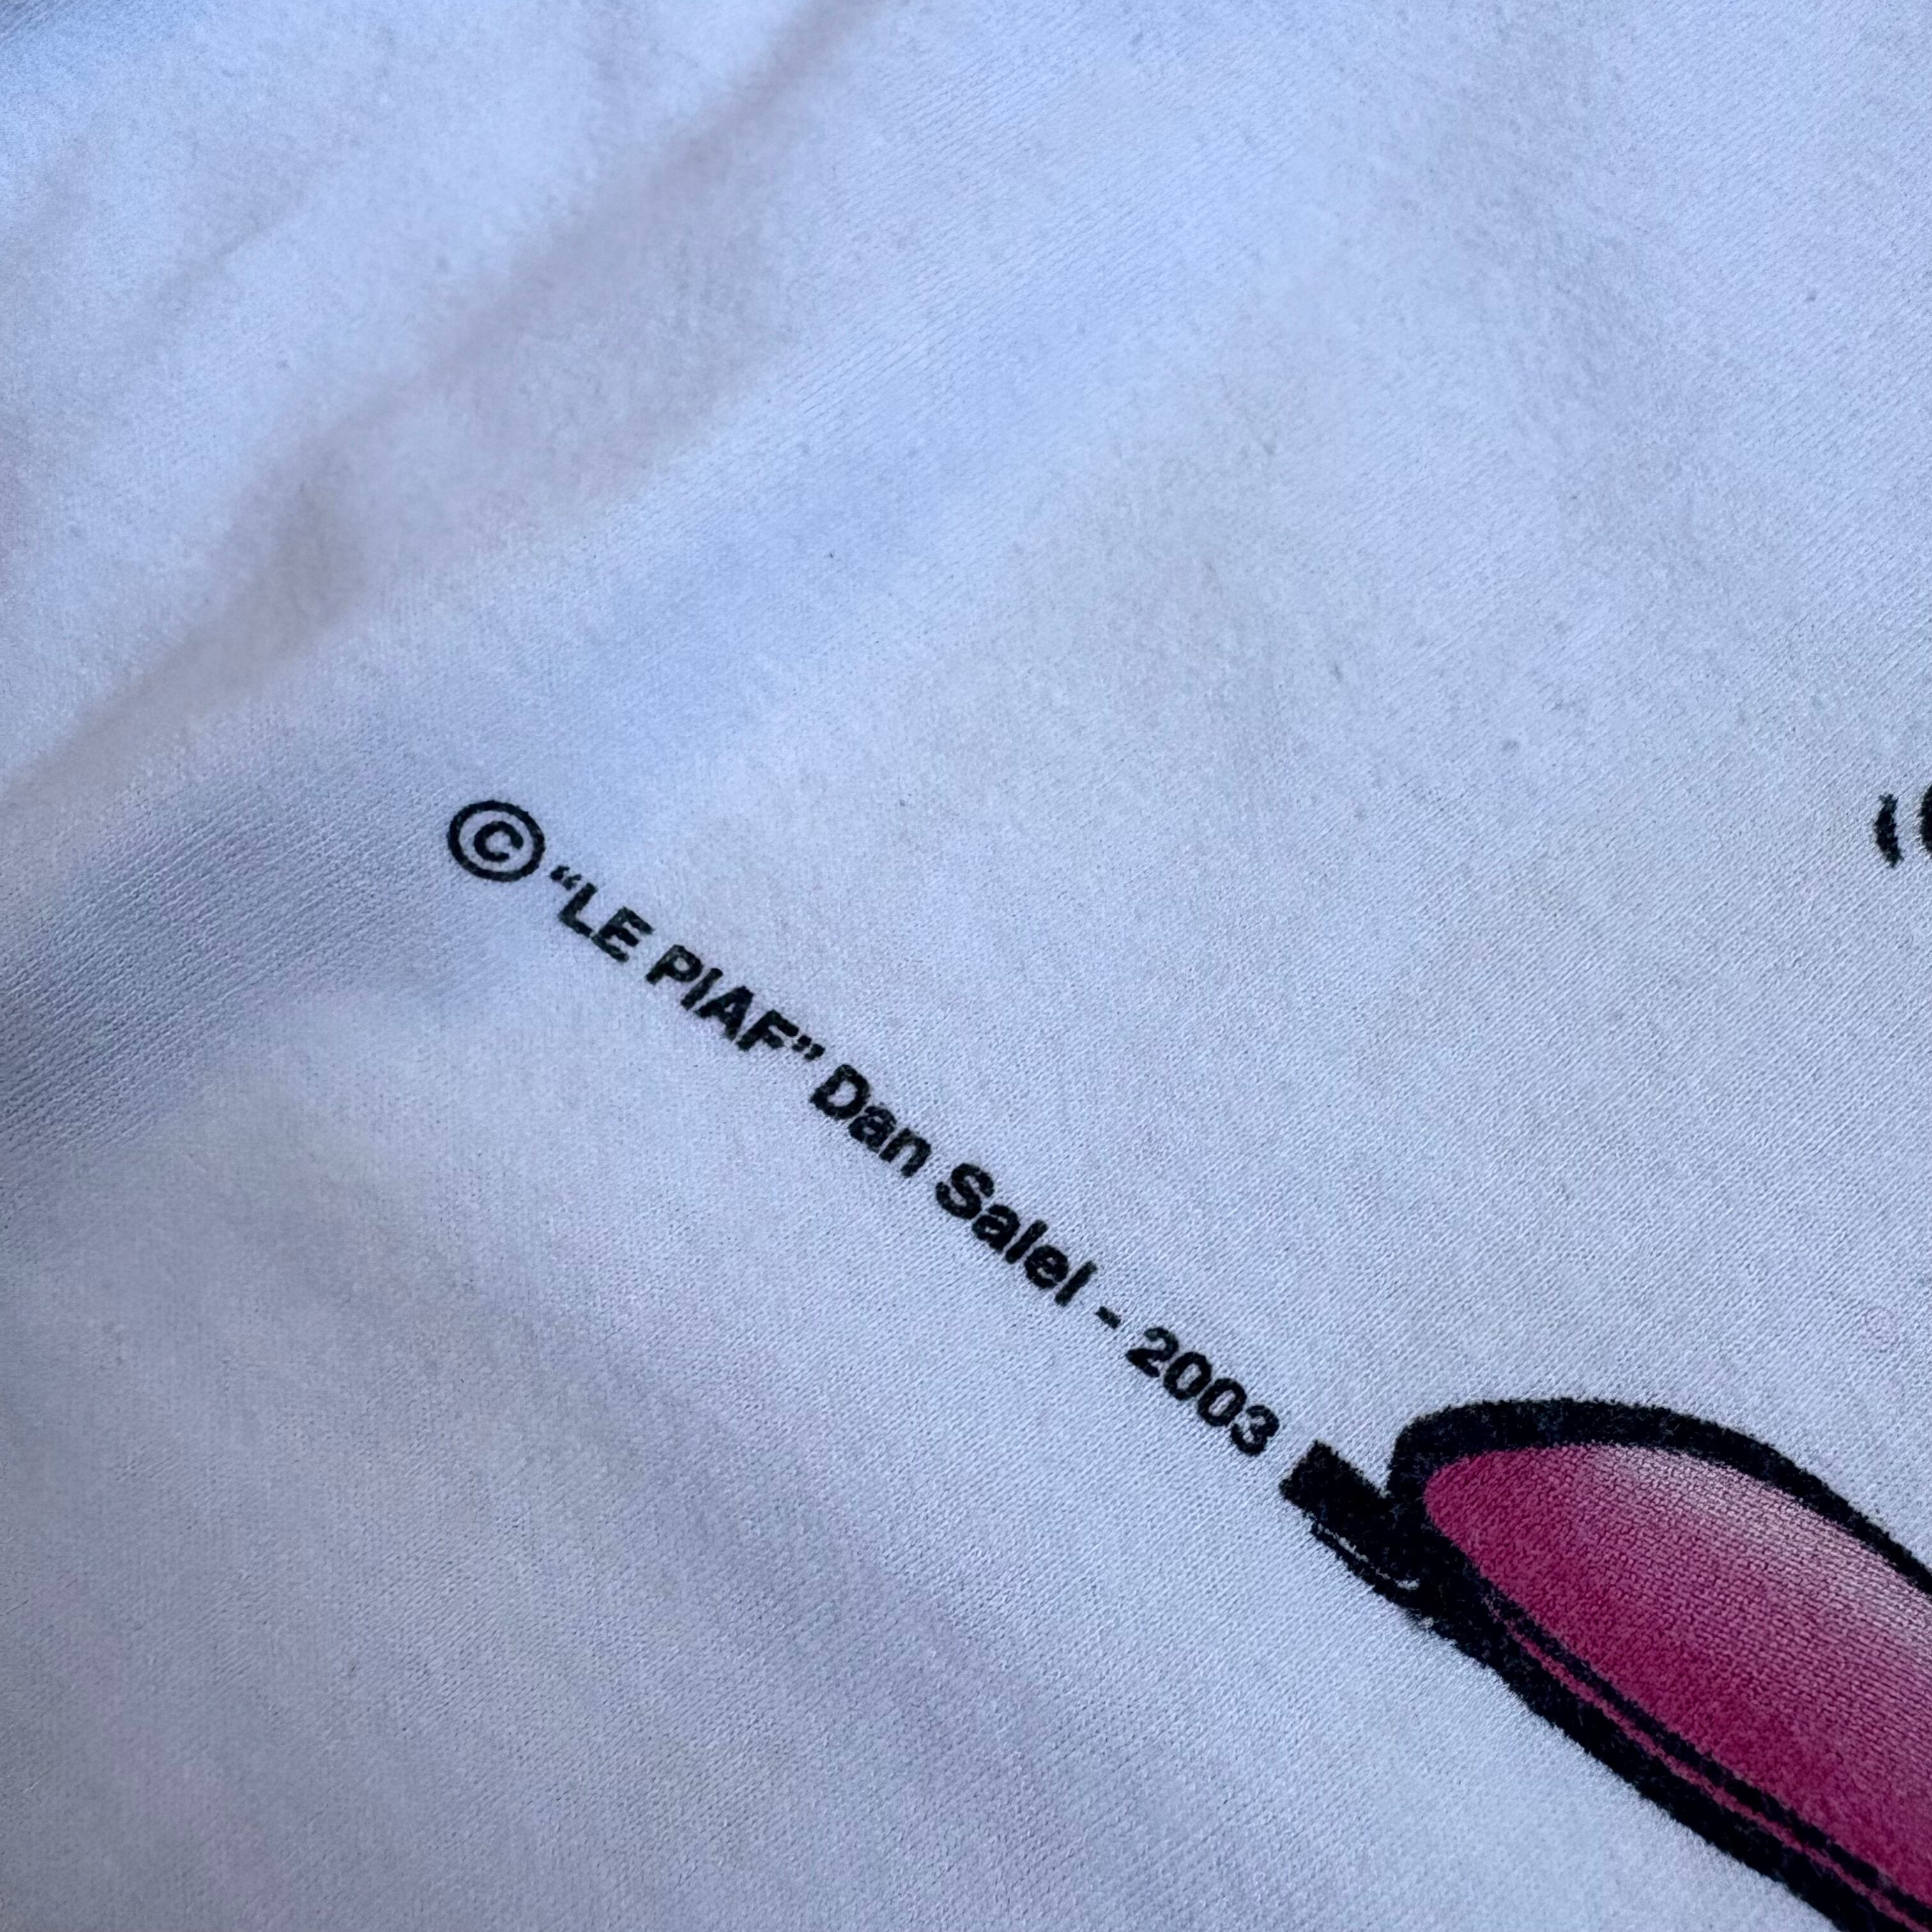 © “LE PIAF” Dan Salel - 2003